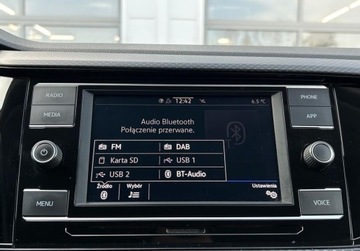 RADIO
MEDIA
MENU
12:42
6.5 °C
Audio Bluetooth
Połączenie przerwane.
FM
DAB
Karta SD
USB 1
USB 2
BT-Audio
Źródło
Wybór
Ustawienia
PHONE
APP
VOICE